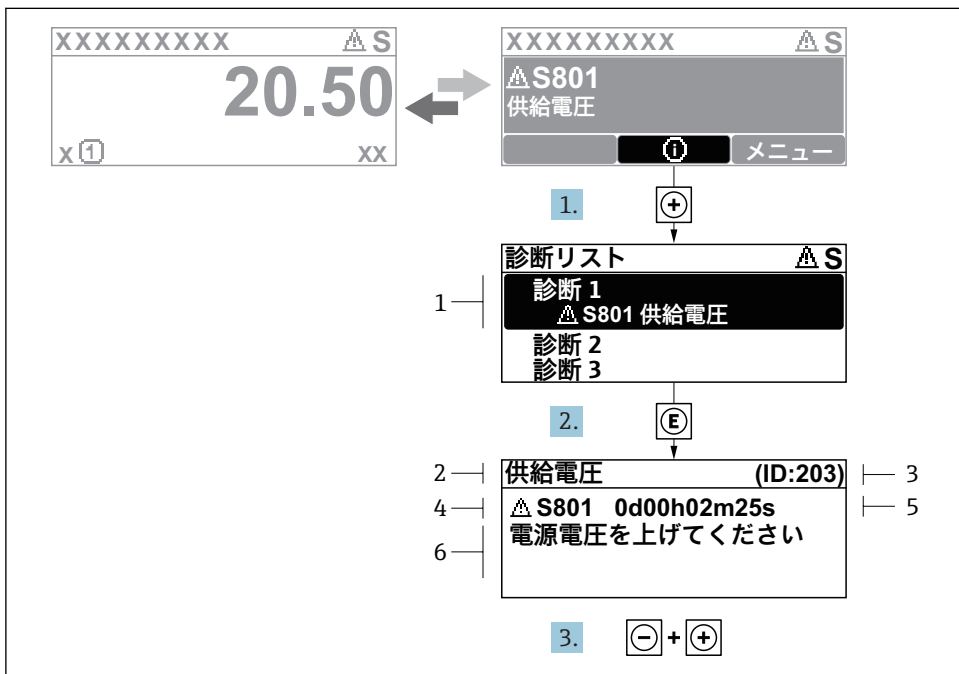 XXXXXXXXX ⚠ S
20.50
x ① xx
XXXXXXXXX ⚠ S
⚠ S801
供給電圧
ⓘ メニュー
1. +
診断リスト ⚠ S
1
診断 1
⚠ S801 供給電圧
診断 2
診断 3
2. E
2 供給電圧 (ID:203) 3
4 ⚠ S801 0d00h02m25s 5
6 電源電圧を上げてください
3. - + +